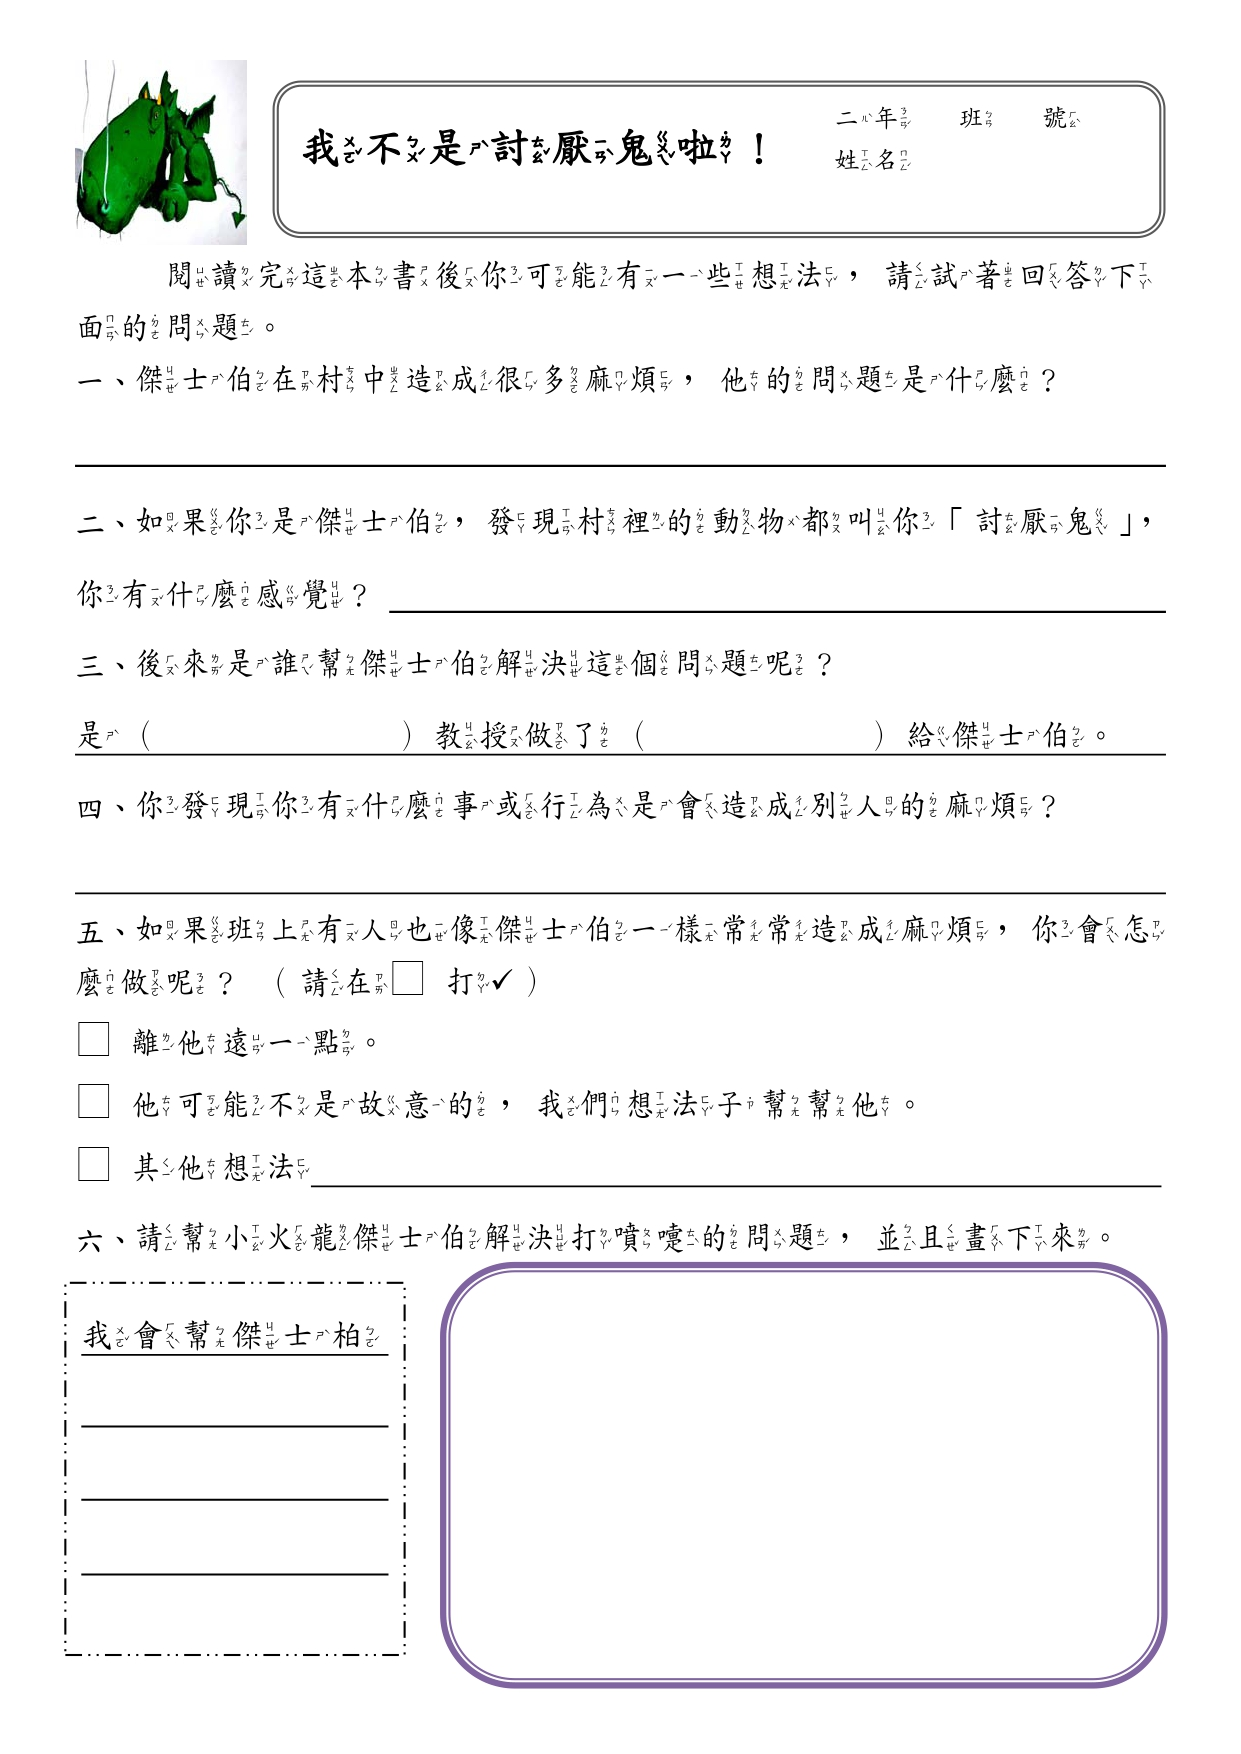 我不是討厭鬼啦！
二年 班 號
姓名
閱讀完這本書後你可能有一些想法，請試著回答下
面的問題。
一、傑士伯在村中造成很多麻煩，他的問題是什麼？
二、如果你是傑士伯，發現村裡的動物都叫你「討厭鬼」，
你有什麼感覺？
三、後來是誰幫傑士伯解決這個問題呢？
是（ ）教授做了（ ）給傑士伯。
四、你發現你有什麼事或行為是會造成別人的麻煩？
五、如果班上有人也像傑士伯一樣常常造成麻煩，你會怎
麼做呢？（請在□ 打✓）
□ 離他遠一點。
□ 他可能不是故意的，我們想法子幫幫他。
□ 其他想法
六、請幫小火龍傑士伯解決打噴嚏的問題，並且畫下來。
我會幫傑士柏